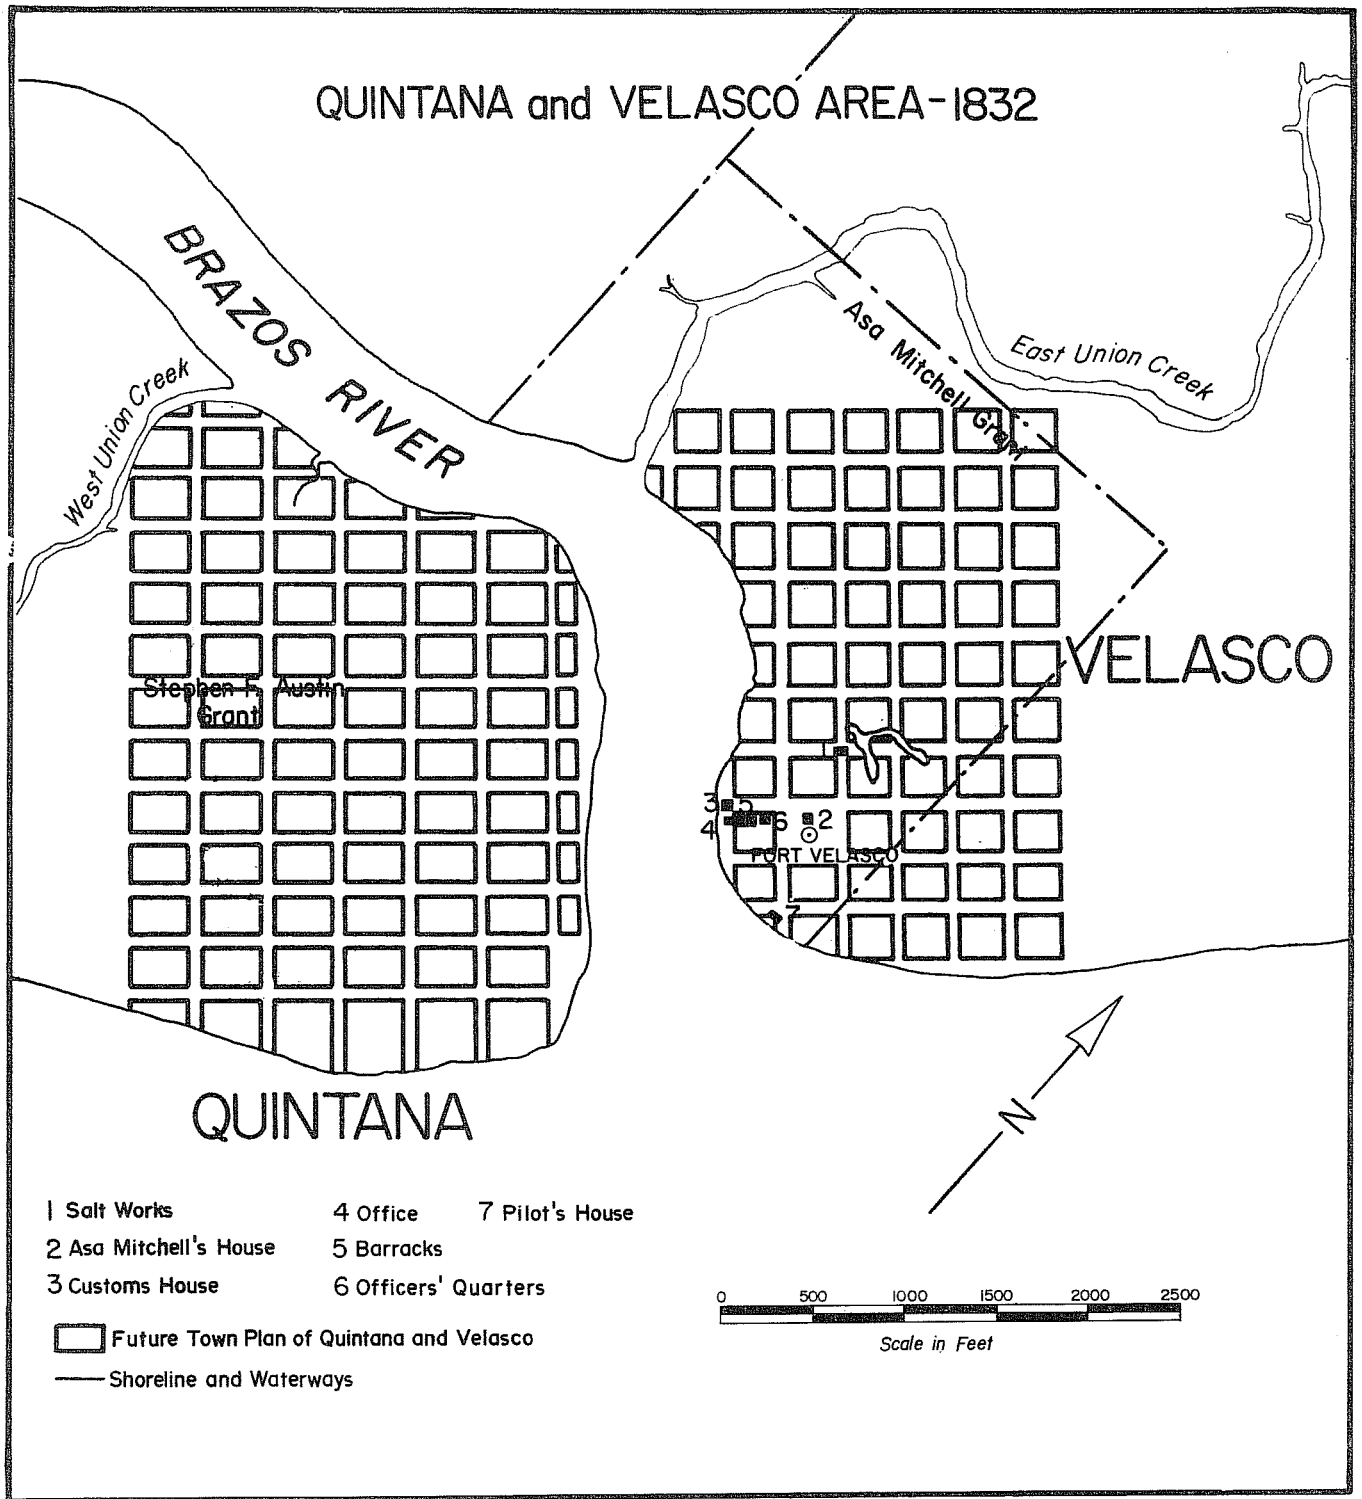 QUINTANA and VELASCO AREA-1832
BRAZOS RIVER
West Union Creek
East Union Creek
Asa Mitchell Grant
Stephen F. Austin
Grant
VELASCO
1
3
5
4
6
2
FORT VELASCO
7
QUINTANA
N
1 Salt Works
2 Asa Mitchell's House
3 Customs House
4 Office
5 Barracks
6 Officers' Quarters
7 Pilot's House
Future Town Plan of Quintana and Velasco
Shoreline and Waterways
0 500 1000 1500 2000 2500
Scale in Feet